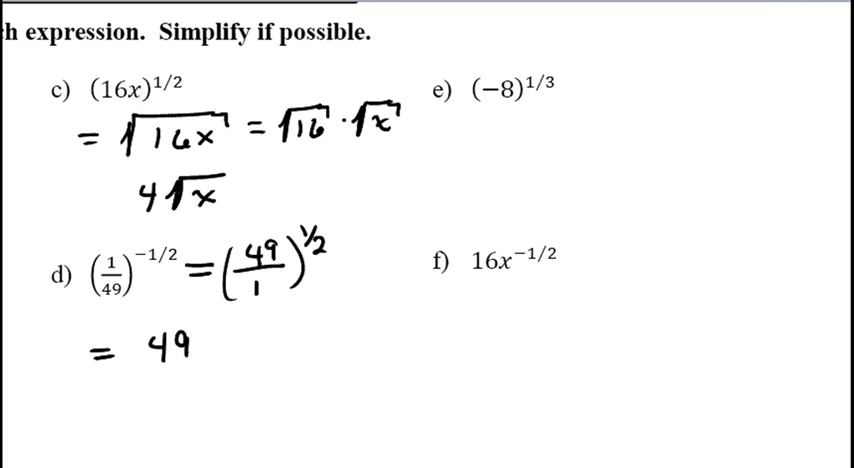 h expression. Simplify if possible.
c) (16x)^{1/2}
= √16x = √16 · √x
4√x
d) (1/49)^{-1/2} = (49/1)^{1/2}
= 49
e) (−8)^{1/3}
f) 16x^{−1/2}